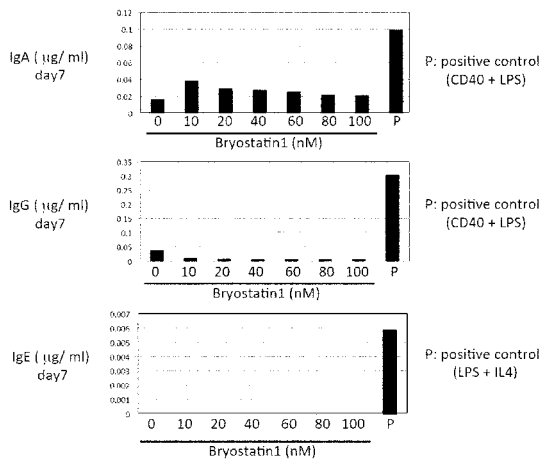 0.12
0.1
0.08
0.06
0.04
0.02
0
IgA ( μg/ ml)
day7
P: positive control
(CD40 + LPS)
0 10 20 40 60 80 100 P
Bryostatin1 (nM)
0.35
0.3
0.25
0.2
0.15
0.1
0.05
0
IgG ( μg/ ml)
day7
P: positive control
(CD40 + LPS)
0 10 20 40 60 80 100 P
Bryostatin1 (nM)
0.007
0.006
0.005
0.004
0.003
0.002
0.001
IgE ( μg/ ml)
day7
P: positive control
(LPS + IL4)
0 10 20 40 60 80 100 P
Bryostatin1 (nM)